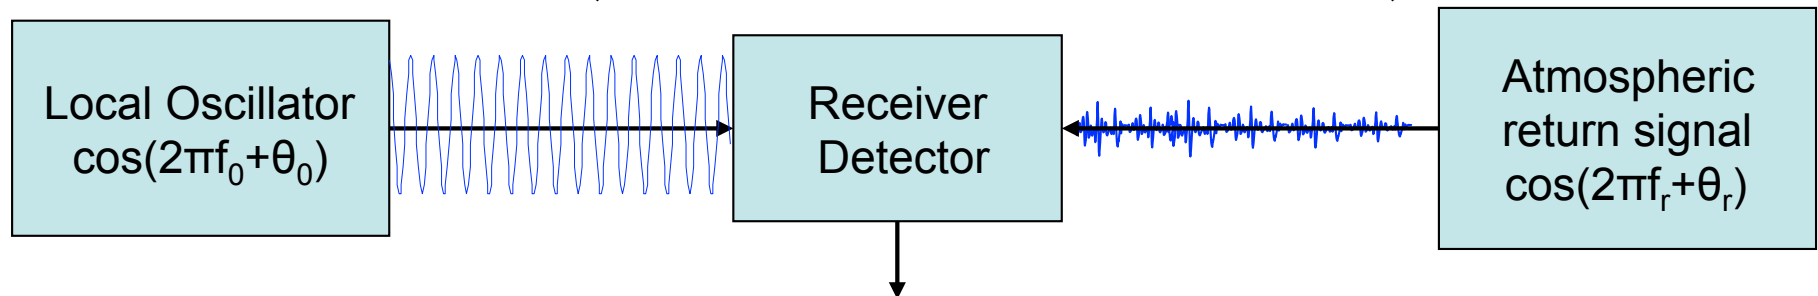 Local Oscillator
cos(2πf₀+θ₀)
Receiver
Detector
Atmospheric
return signal
cos(2πfᵣ+θᵣ)